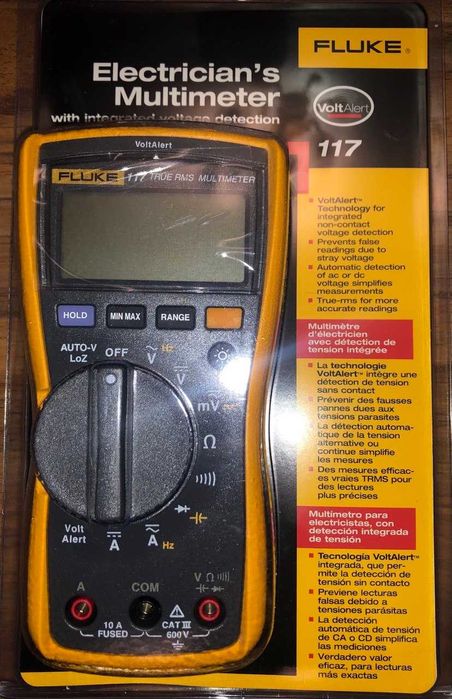 FLUKE®
Electrician's
Multimeter
with integrated voltage detection
VoltAlert™
117
VoltAlert
FLUKE 117 TRUE RMS MULTIMETER
HOLD
MIN MAX
RANGE
AUTO-V
LoZ
OFF
V Hz
V
mV
Ω
Volt
Alert
A
A Hz
A
COM
V Ω
10 A
FUSED
CAT III
600 V
VoltAlert™
Technology for
integrated
non-contact
voltage detection
Prevents false
readings due to
stray voltage
Automatic detection
of ac or dc
voltage simplifies
measurements
True-rms for more
accurate readings
Multimètre
d'électricien
avec détection de
tension intégrée
La technologie
VoltAlert™ intègre une
détection de tension
sans contact
Prévenir des fausses
pannes dues aux
tensions parasites
La détection automa-
tique de la tension
alternative ou
continue simplifie
les mesures
Des mesures efficac-
es vraies TRMS pour
des lectures
plus précises
Multímetro para
electricistas, con
detección integrada
de tensión
Tecnología VoltAlert™
integrada, que per-
mite la detección de
tensión sin contacto
Previene lecturas
falsas debido a
tensiones parásitas
La detección
automática de tensión
de CA o CD simplifica
las mediciones
Verdadero valor
eficaz, para lecturas
más exactas